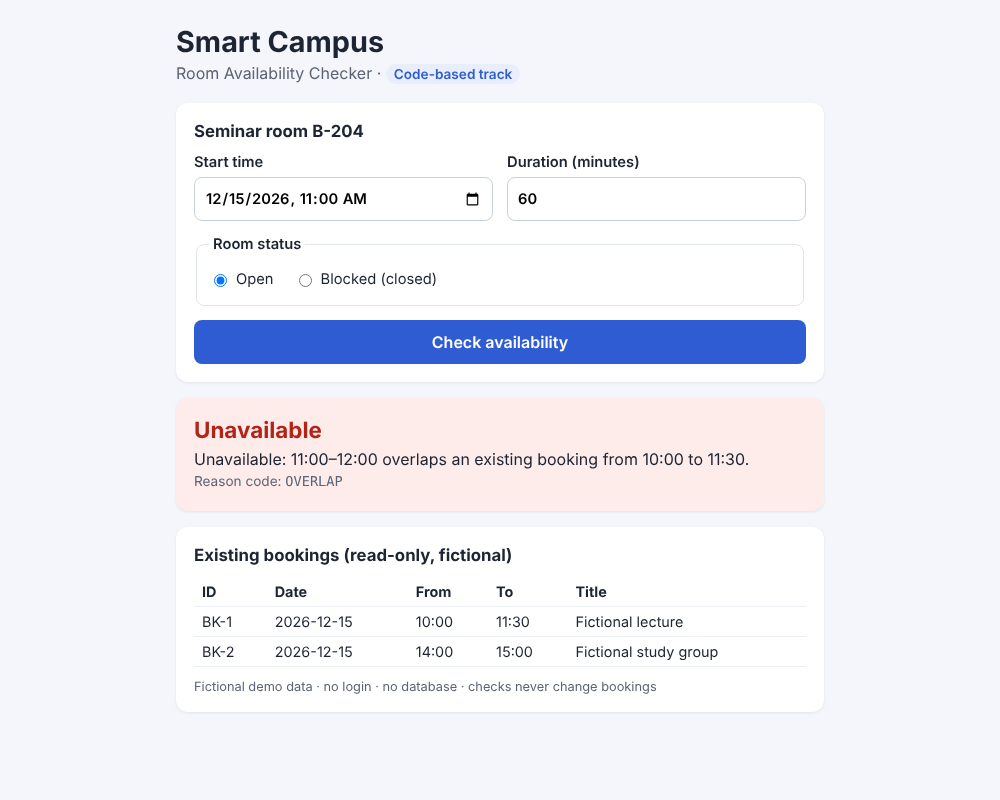 Smart Campus
Room Availability Checker · Code-based track
Seminar room B-204
Start time Duration (minutes)
12/15/2026, 11:00 AM 60
Room status
Open Blocked (closed)
Check availability
Unavailable
Unavailable: 11:00–12:00 overlaps an existing booking from 10:00 to 11:30.
Reason code: OVERLAP
Existing bookings (read-only, fictional)
ID Date From To Title
BK-1 2026-12-15 10:00 11:30 Fictional lecture
BK-2 2026-12-15 14:00 15:00 Fictional study group
Fictional demo data · no login · no database · checks never change bookings